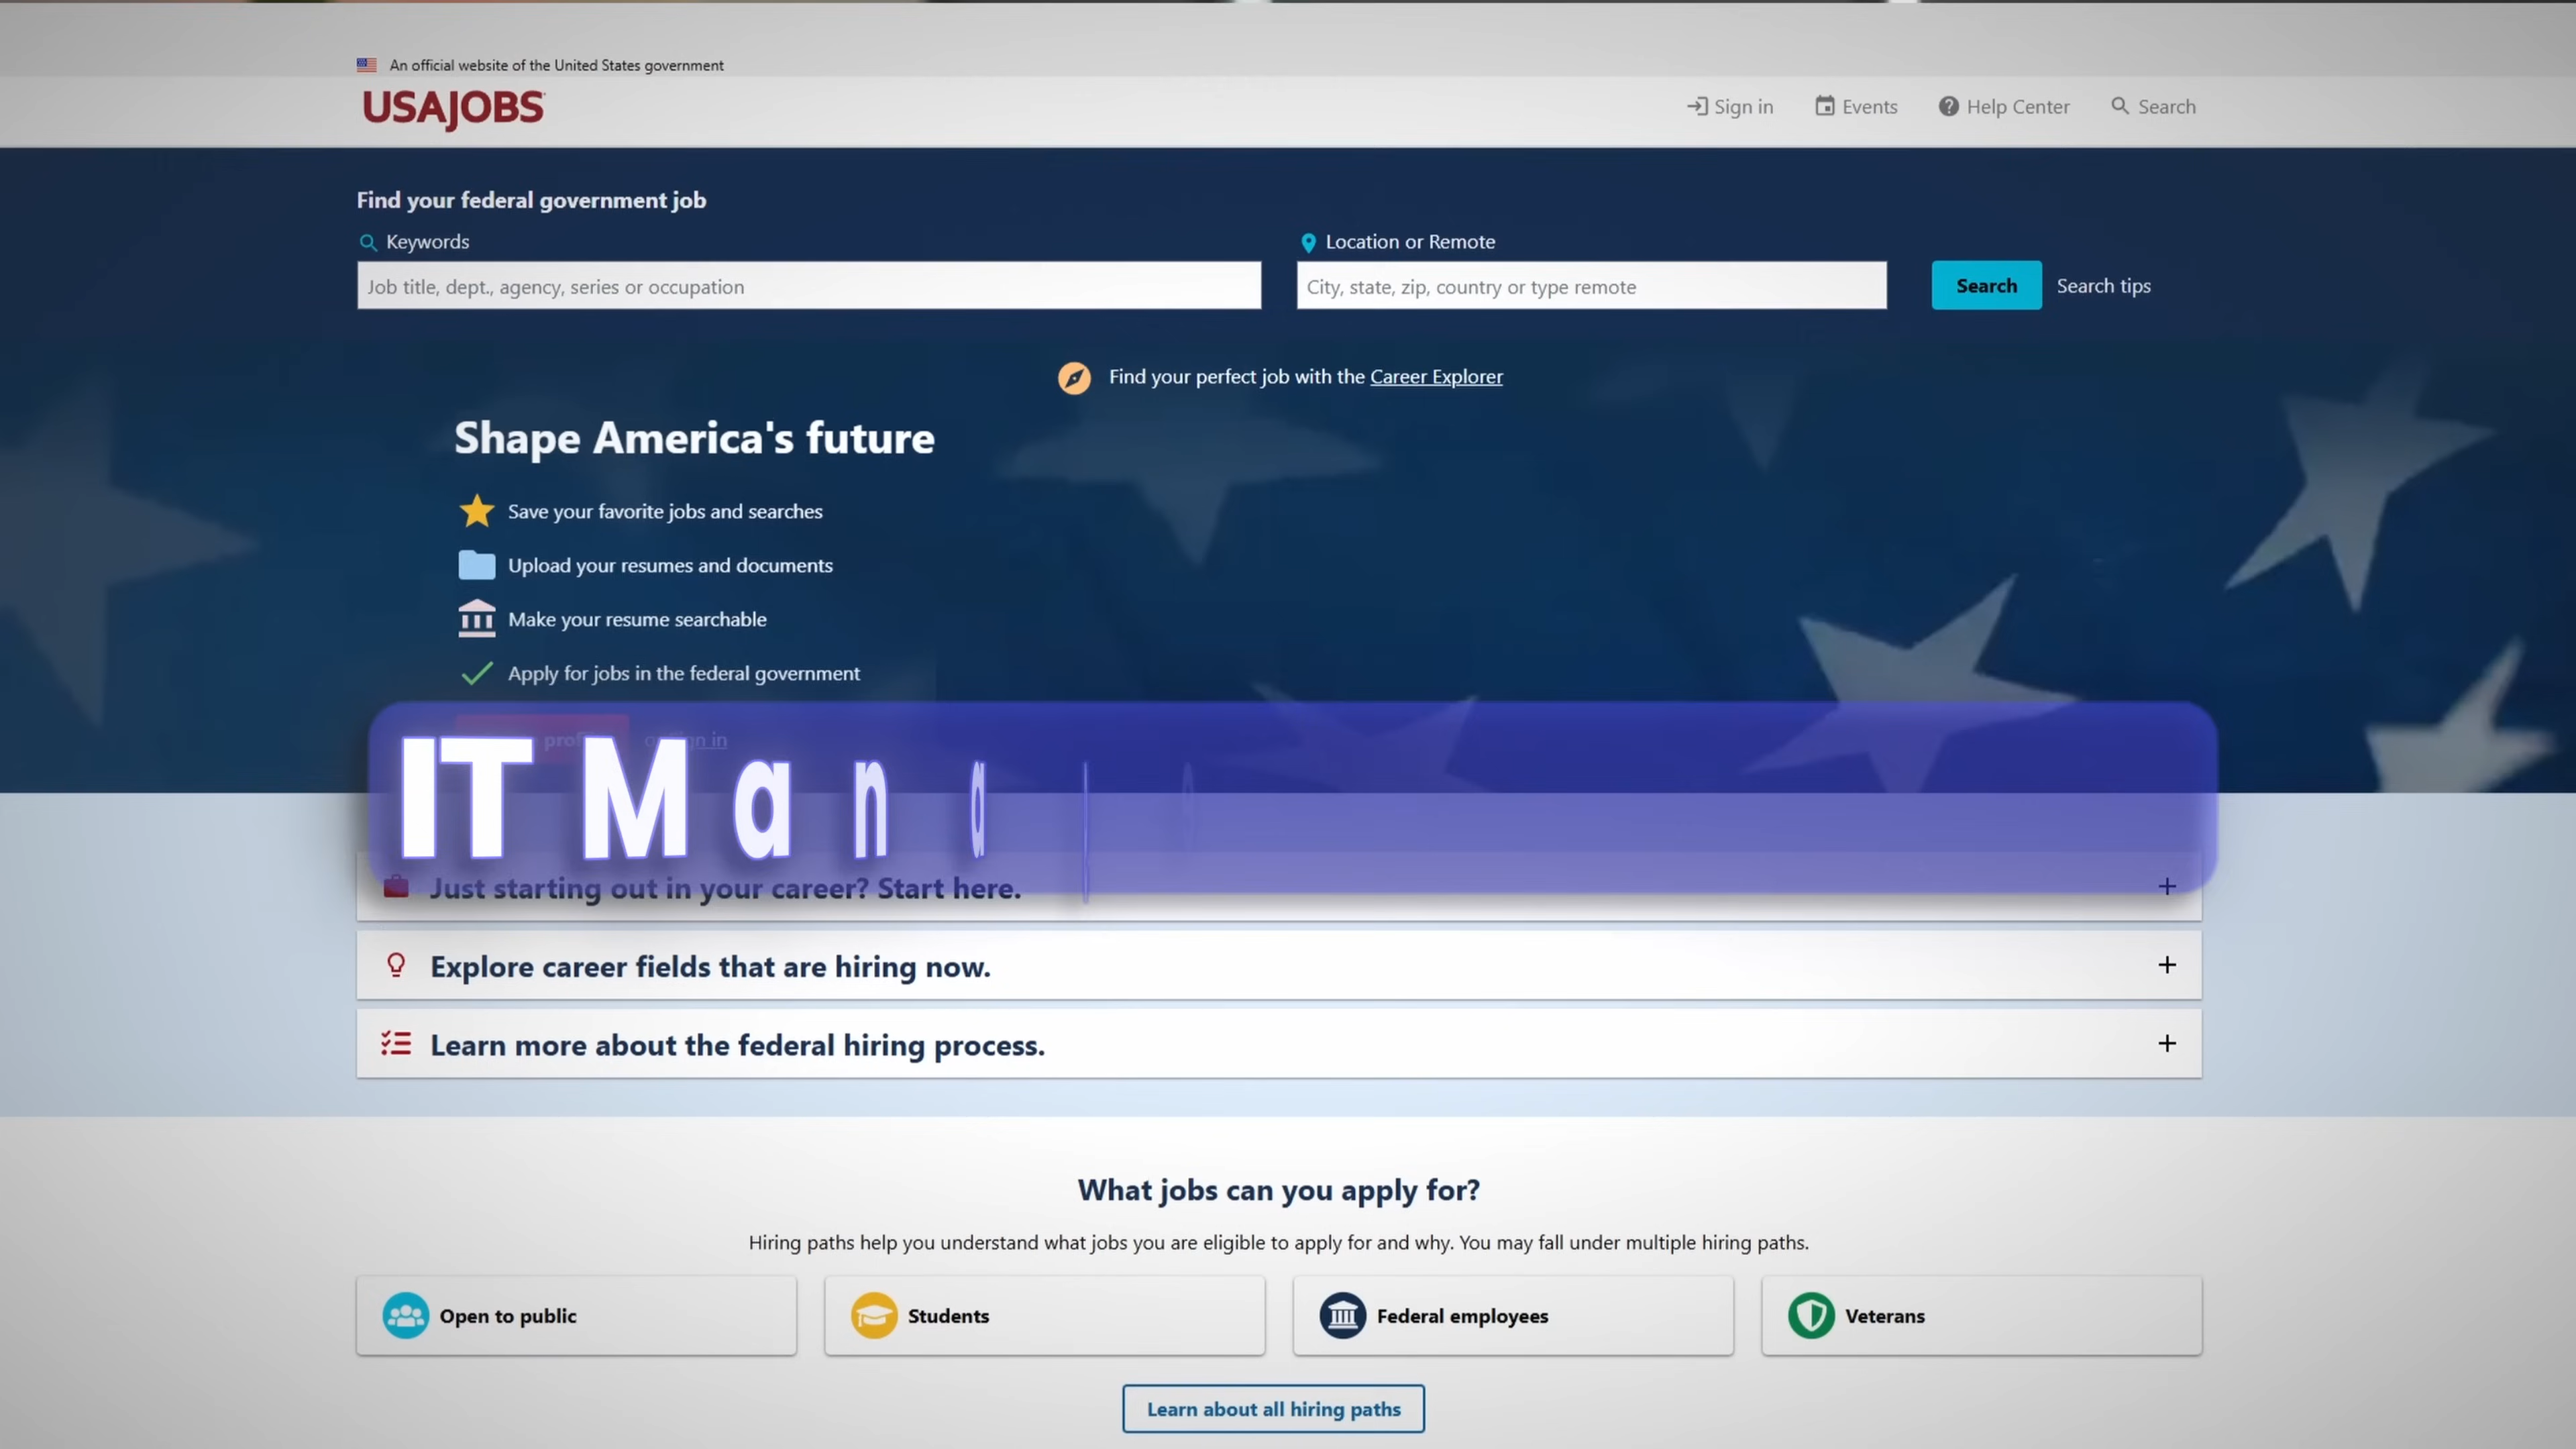 An official website of the United States government
USAJOBS
Sign in
Events
Help Center
Search
Find your federal government job
Keywords
Location or Remote
Job title, dept., agency, series or occupation
City, state, zip, country or type remote
Search
Search tips
Find your perfect job with the Career Explorer
Shape America's future
Save your favorite jobs and searches
Upload your resumes and documents
Make your resume searchable
Apply for jobs in the federal government
IT Mana
Just starting out in your career? Start here.
Explore career fields that are hiring now.
Learn more about the federal hiring process.
What jobs can you apply for?
Hiring paths help you understand what jobs you are eligible to apply for and why. You may fall under multiple hiring paths.
Open to public
Students
Federal employees
Veterans
Learn about all hiring paths